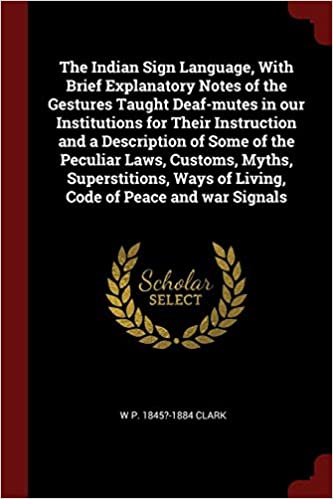 The Indian Sign Language, With
Brief Explanatory Notes of the
Gestures Taught Deaf-mutes in our
Institutions for Their Instruction
and a Description of Some of the
Peculiar Laws, Customs, Myths,
Superstitions, Ways of Living,
Code of Peace and war Signals
Scholar
SELECT
W P. 1845?-1884 CLARK